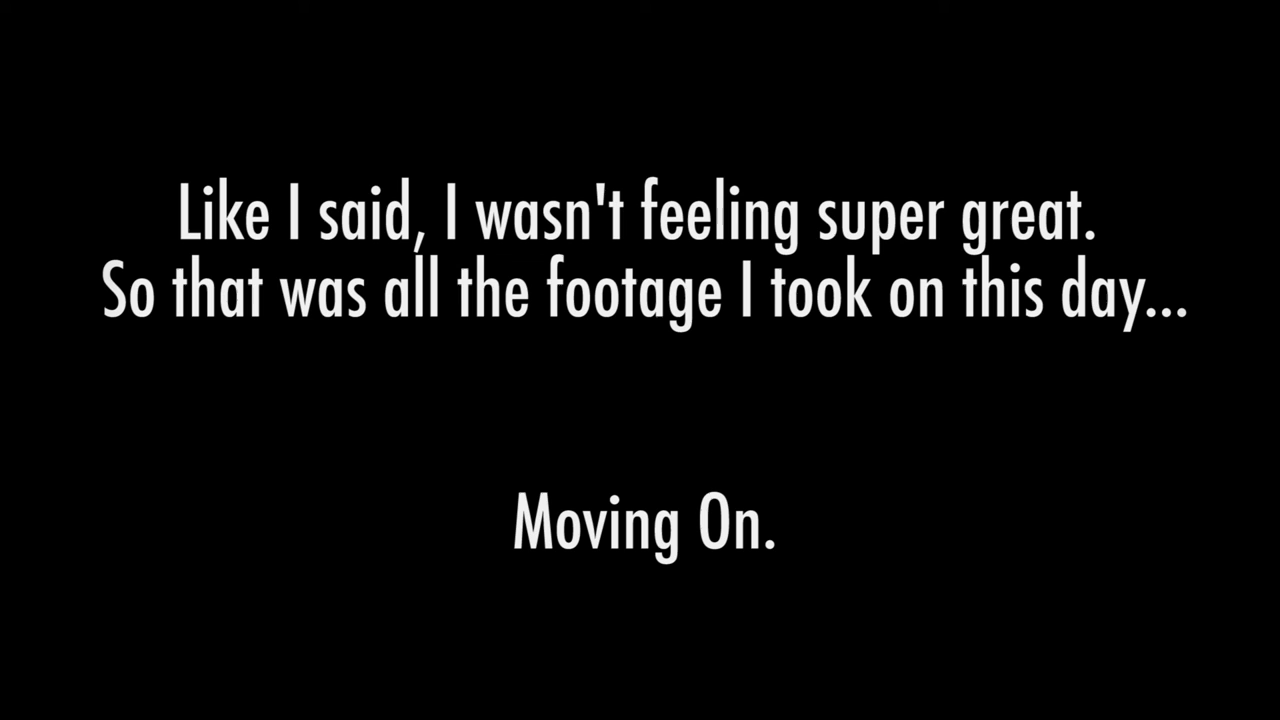 Like I said, I wasn't feeling super great.
So that was all the footage I took on this day...
Moving On.